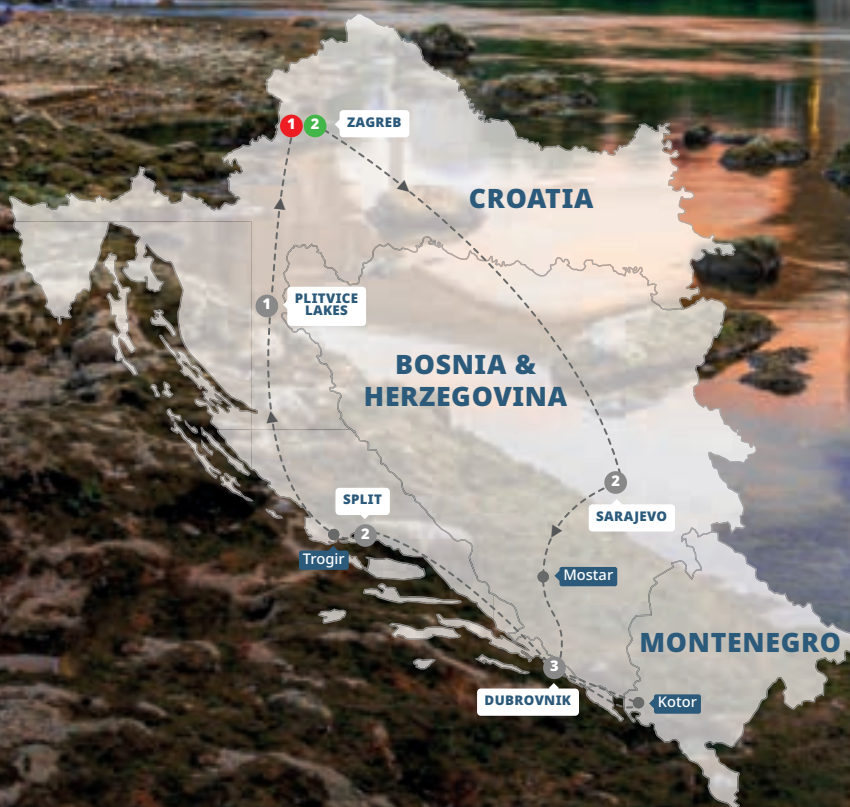 1 2 ZAGREB
CROATIA
1 PLITVICE
LAKES
BOSNIA &
HERZEGOVINA
2
SARAJEVO
SPLIT
2
Trogir
Mostar
MONTENEGRO
3
DUBROVNIK
Kotor